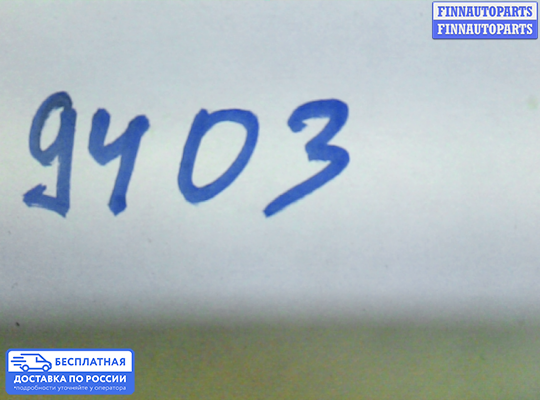 FINNAUTOPARTS
FINNAUTOPARTS
9403
БЕСПЛАТНАЯ
ДОСТАВКА ПО РОССИИ
*подробности уточняйте у оператора